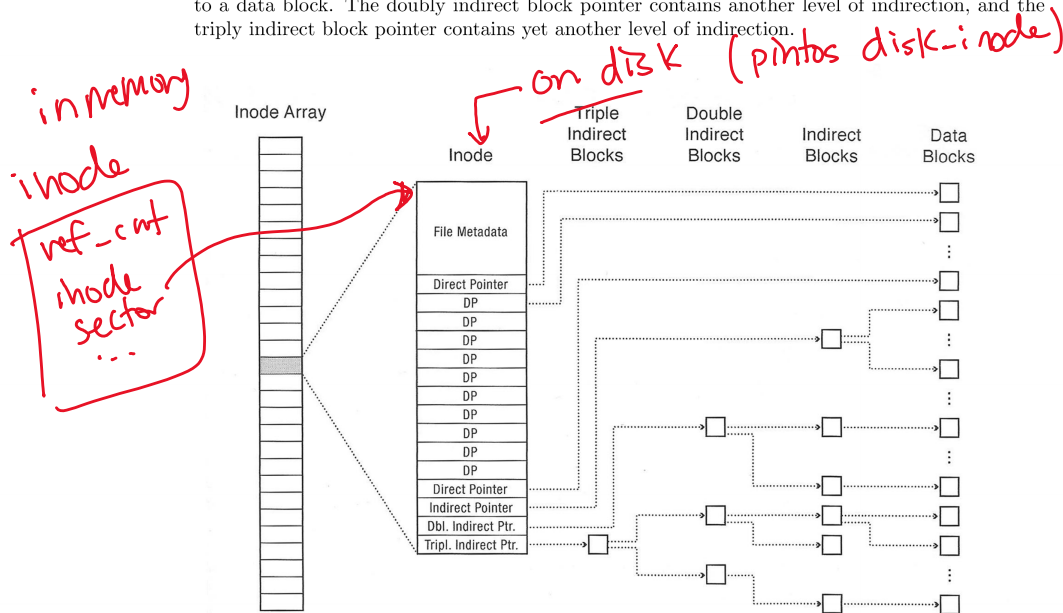 to a data block. The doubly indirect block pointer contains another level of indirection, and the
triply indirect block pointer contains yet another level of indirection.
on disk (pintos disk_inode)
inmemory
inode
ref_cnt
inode
sector
...
Inode Array
Inode
Triple
Indirect
Blocks
Double
Indirect
Blocks
Indirect
Blocks
Data
Blocks
File Metadata
Direct Pointer
DP
DP
DP
DP
DP
DP
DP
DP
DP
DP
Direct Pointer
Indirect Pointer
Dbl. Indirect Ptr.
Tripl. Indirect Ptr.